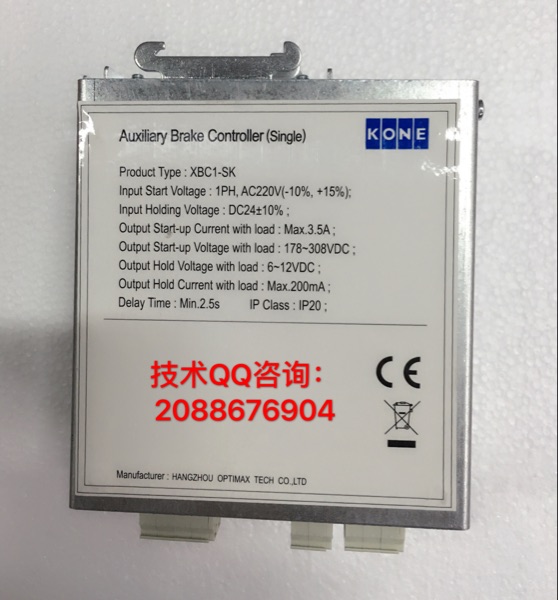 Auxiliary Brake Controller (Single)
KONE
Product Type : XBC1-SK
Input Start Voltage : 1PH, AC220V(-10%, +15%);
Input Holding Voltage : DC24±10% ;
Output Start-up Current with load : Max.3.5A ;
Output Start-up Voltage with load : 178~308VDC ;
Output Hold Voltage with load : 6~12VDC ;
Output Hold Current with load : Max.200mA ;
Delay Time : Min.2.5s IP Class : IP20 ;
技术QQ咨询：
2088676904
CE
Manufacturer : HANGZHOU OPTIMAX TECH CO.,LTD